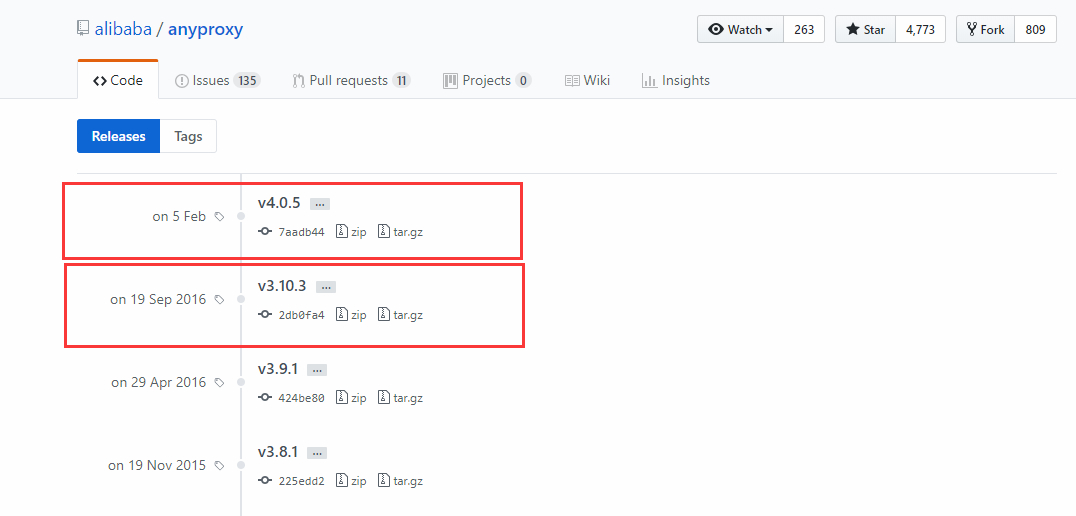 alibaba / anyproxy
Watch 263 Star 4,773 Fork 809
Code Issues 135 Pull requests 11 Projects 0 Wiki Insights
Releases Tags
v4.0.5 ...
on 5 Feb
7aadb44 zip tar.gz
v3.10.3 ...
on 19 Sep 2016
2db0fa4 zip tar.gz
v3.9.1 ...
on 29 Apr 2016
424be80 zip tar.gz
v3.8.1 ...
on 19 Nov 2015
225edd2 zip tar.gz